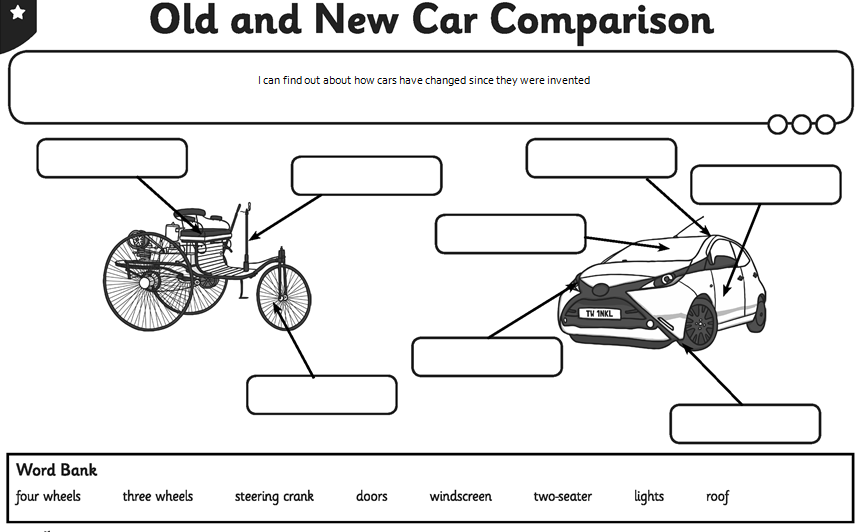 Old and New Car Comparison
I can find out about how cars have changed since they were invented
TW 1NKL
Word Bank
four wheels three wheels steering crank doors windscreen two-seater lights roof